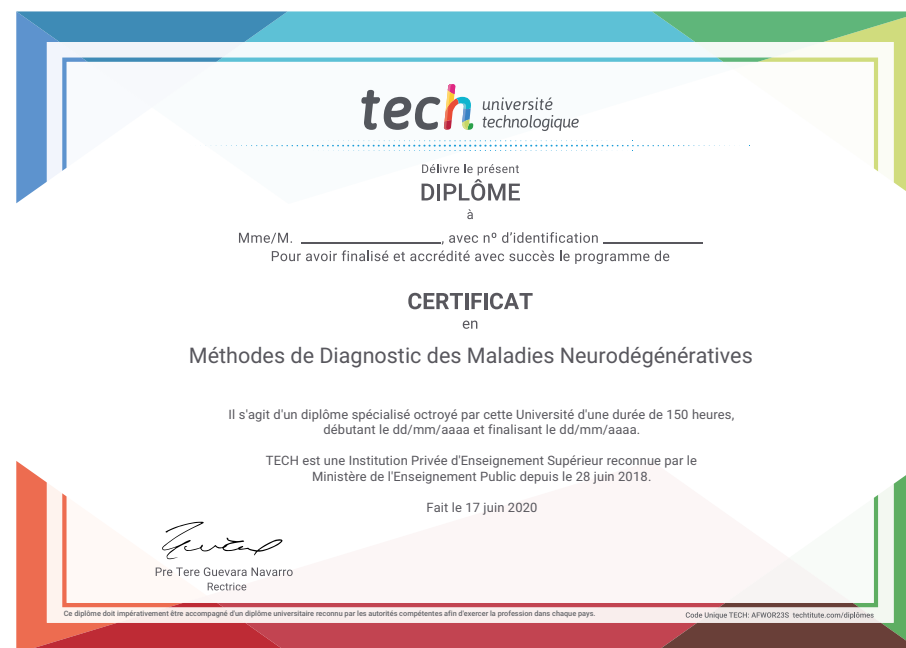 tech université
technologique
Délivre le présent
DIPLÔME
à
Mme/M. ____________________, avec nº d'identification ______________
Pour avoir finalisé et accrédité avec succès le programme de
CERTIFICAT
en
Méthodes de Diagnostic des Maladies Neurodégénératives
Il s'agit d'un diplôme spécialisé octroyé par cette Université d'une durée de 150 heures,
débutant le dd/mm/aaaa et finalisant le dd/mm/aaaa.
TECH est une Institution Privée d'Enseignement Supérieur reconnue par le
Ministère de l'Enseignement Public depuis le 28 juin 2018.
Fait le 17 juin 2020
Pre Tere Guevara Navarro
Rectrice
Ce diplôme doit impérativement être accompagné d'un diplôme universitaire reconnu par les autorités compétentes afin d'exercer la profession dans chaque pays.
Code Unique TECH: AFWOR23S techtitute.com/diplômes